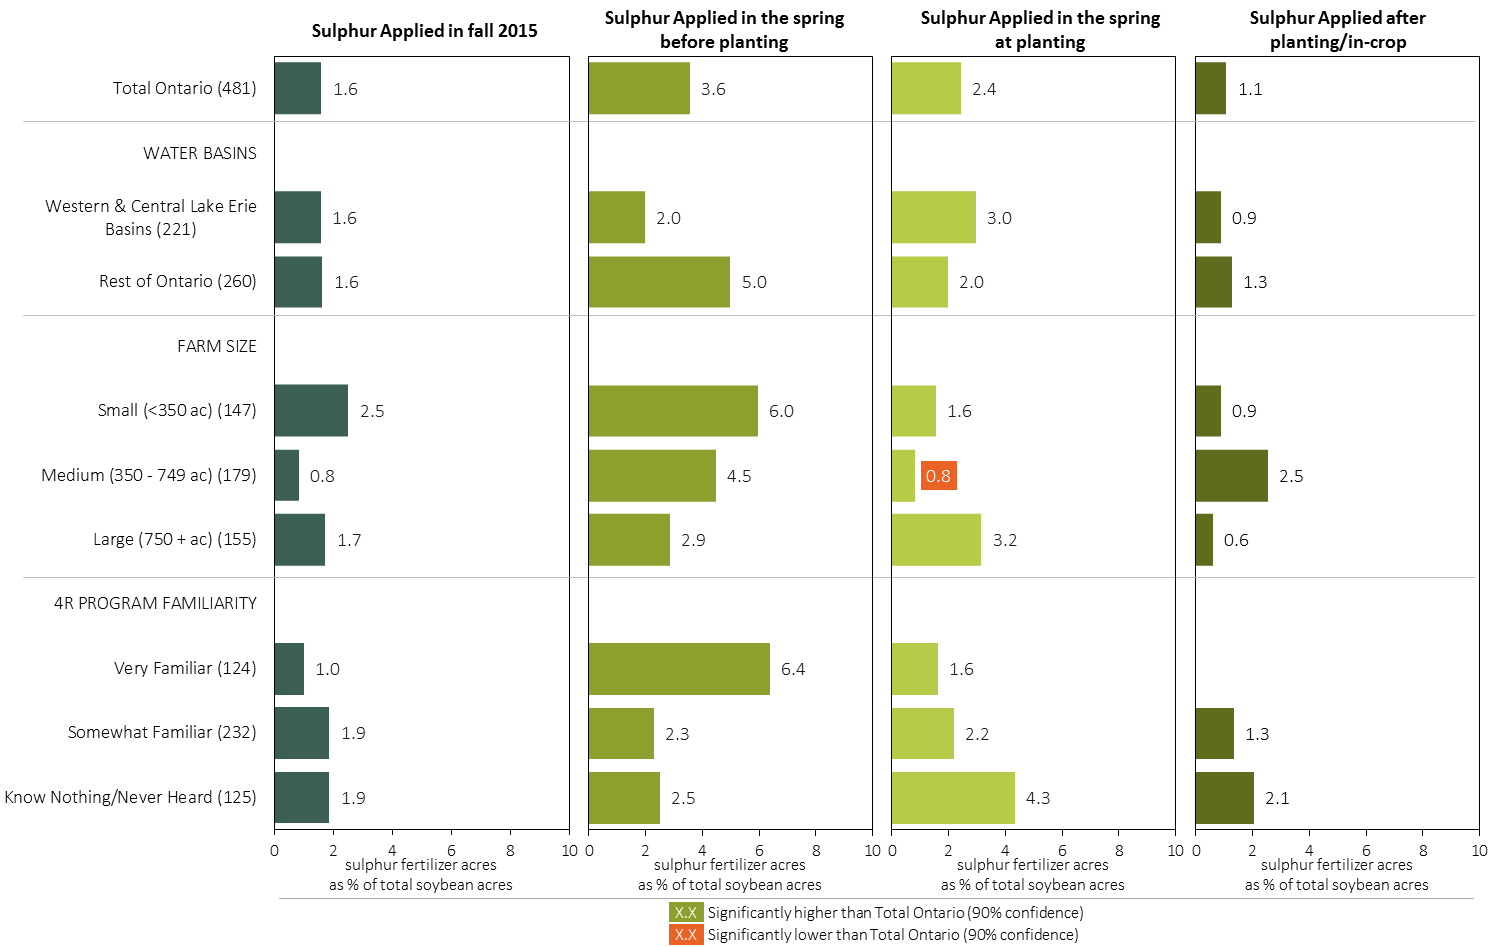 Sulphur Applied in fall 2015
Sulphur Applied in the spring
before planting
Sulphur Applied in the spring
at planting
Sulphur Applied after
planting/in-crop
Total Ontario (481)
1.6
3.6
2.4
1.1
WATER BASINS
Western & Central Lake Erie
Basins (221)
1.6
2.0
3.0
0.9
Rest of Ontario (260)
1.6
5.0
2.0
1.3
FARM SIZE
Small (<350 ac) (147)
2.5
6.0
1.6
0.9
Medium (350 - 749 ac) (179)
0.8
4.5
0.8
2.5
Large (750 + ac) (155)
1.7
2.9
3.2
0.6
4R PROGRAM FAMILIARITY
Very Familiar (124)
1.0
6.4
1.6
Somewhat Familiar (232)
1.9
2.3
2.2
1.3
Know Nothing/Never Heard (125)
1.9
2.5
4.3
2.1
0 2 4 6 8 10
0 2 4 6 8 10
0 2 4 6 8 10
0 2 4 6 8 10
sulphur fertilizer acres
as % of total soybean acres
sulphur fertilizer acres
as % of total soybean acres
sulphur fertilizer acres
as % of total soybean acres
sulphur fertilizer acres
as % of total soybean acres
X.X Significantly higher than Total Ontario (90% confidence)
X.X Significantly lower than Total Ontario (90% confidence)